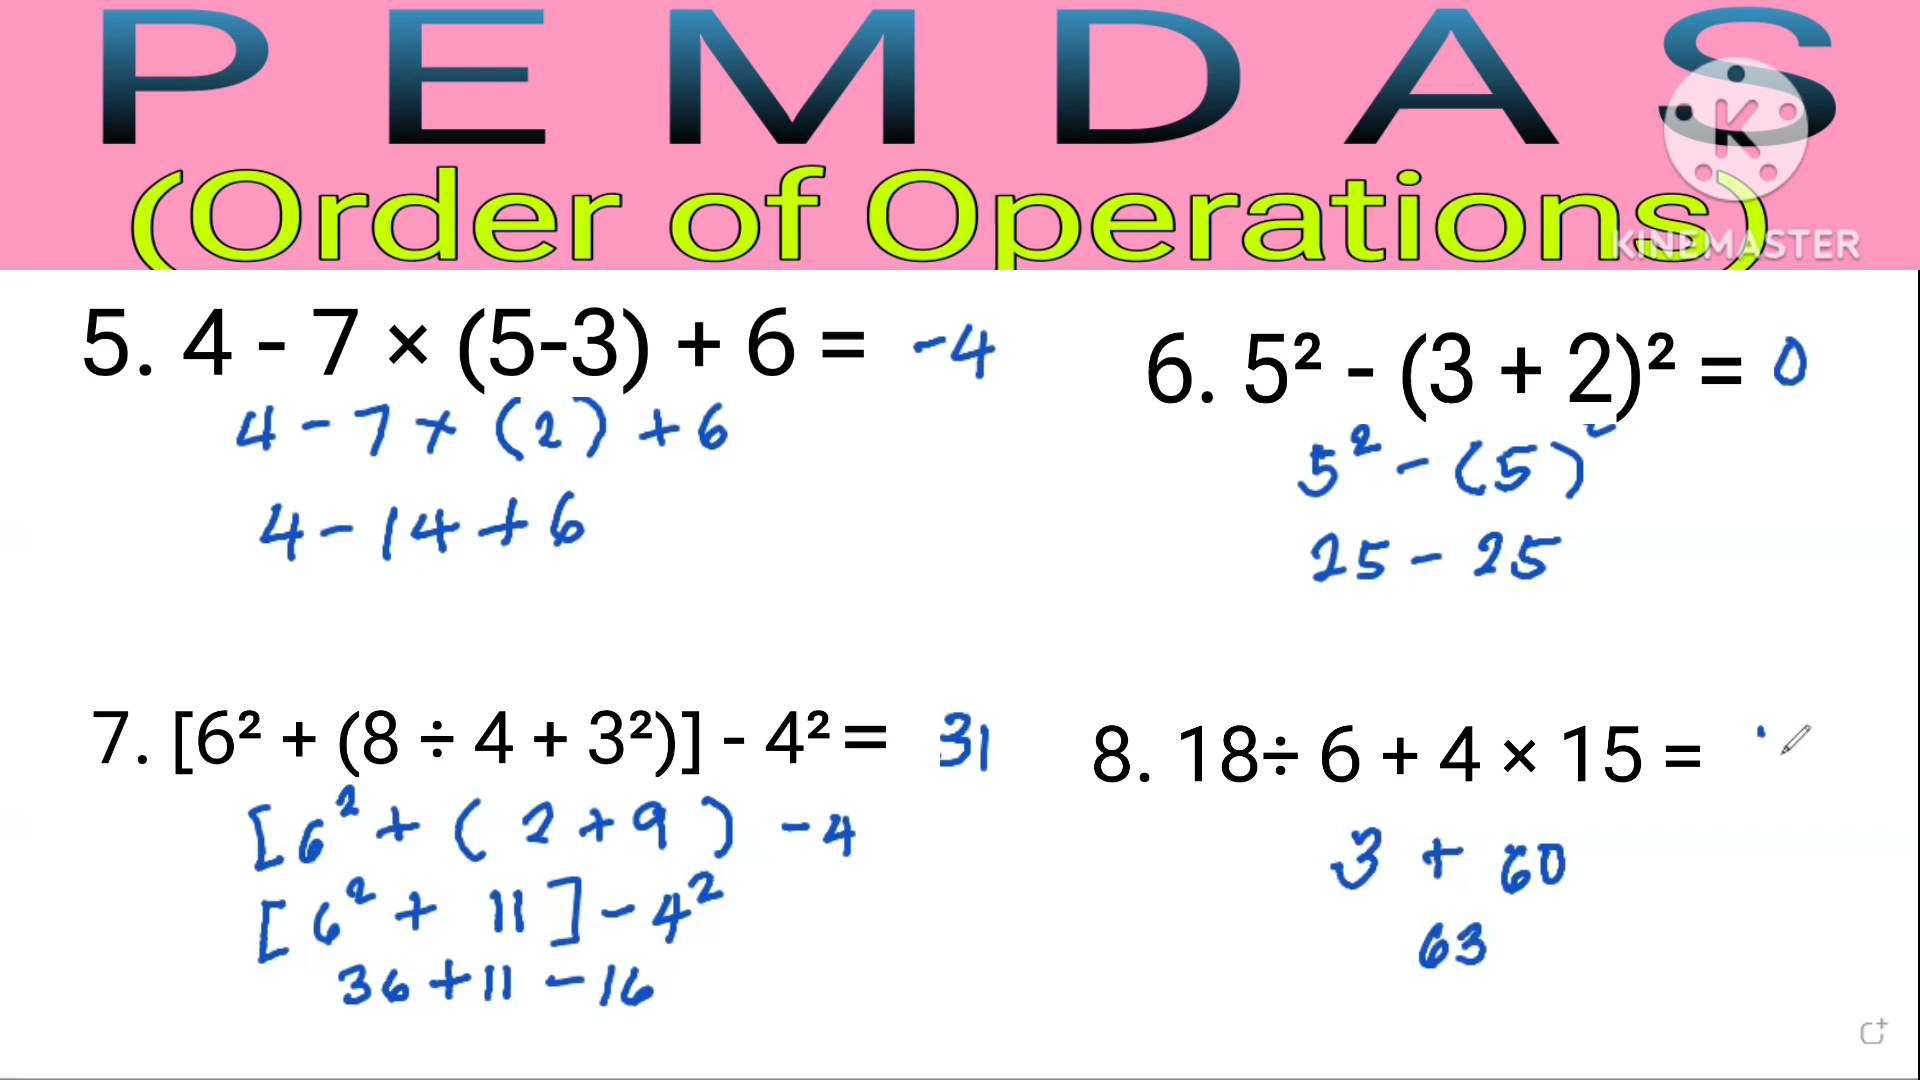 P E M D A S
(Order of Operations)
K
KINEMASTER
5. 4 - 7 × (5-3) + 6 = -4
4 - 7 × (2) + 6
4 - 14 + 6
6. 5² - (3 + 2)² = 0
5² - (5)²
25 - 25
7. [6² + (8 ÷ 4 + 3²)] - 4² = 31
[6² + ( 2 + 9 ) - 4
[6² + 11] - 4²
36 + 11 - 16
8. 18÷ 6 + 4 × 15 =
3 + 60
63